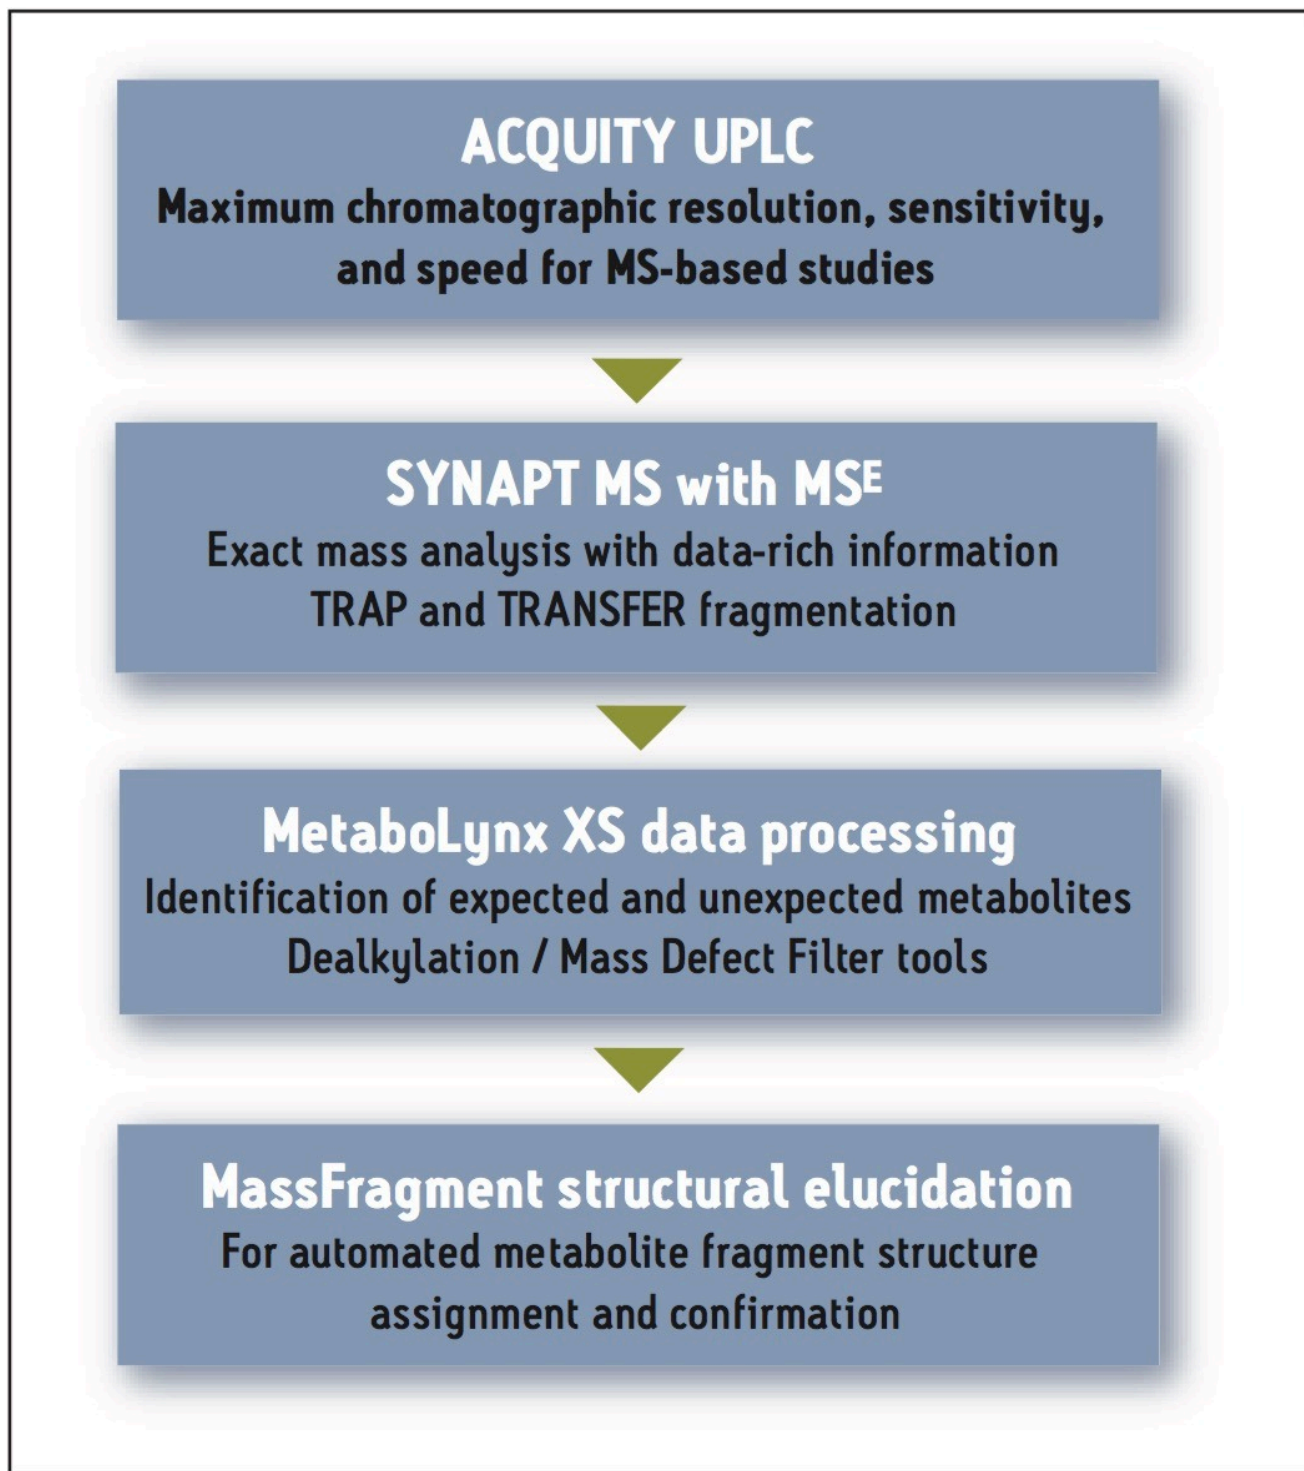 ACQUITY UPLC
Maximum chromatographic resolution, sensitivity,
and speed for MS-based studies
SYNAPT MS with MSᴱ
Exact mass analysis with data-rich information
TRAP and TRANSFER fragmentation
MetaboLynx XS data processing
Identification of expected and unexpected metabolites
Dealkylation / Mass Defect Filter tools
MassFragment structural elucidation
For automated metabolite fragment structure
assignment and confirmation